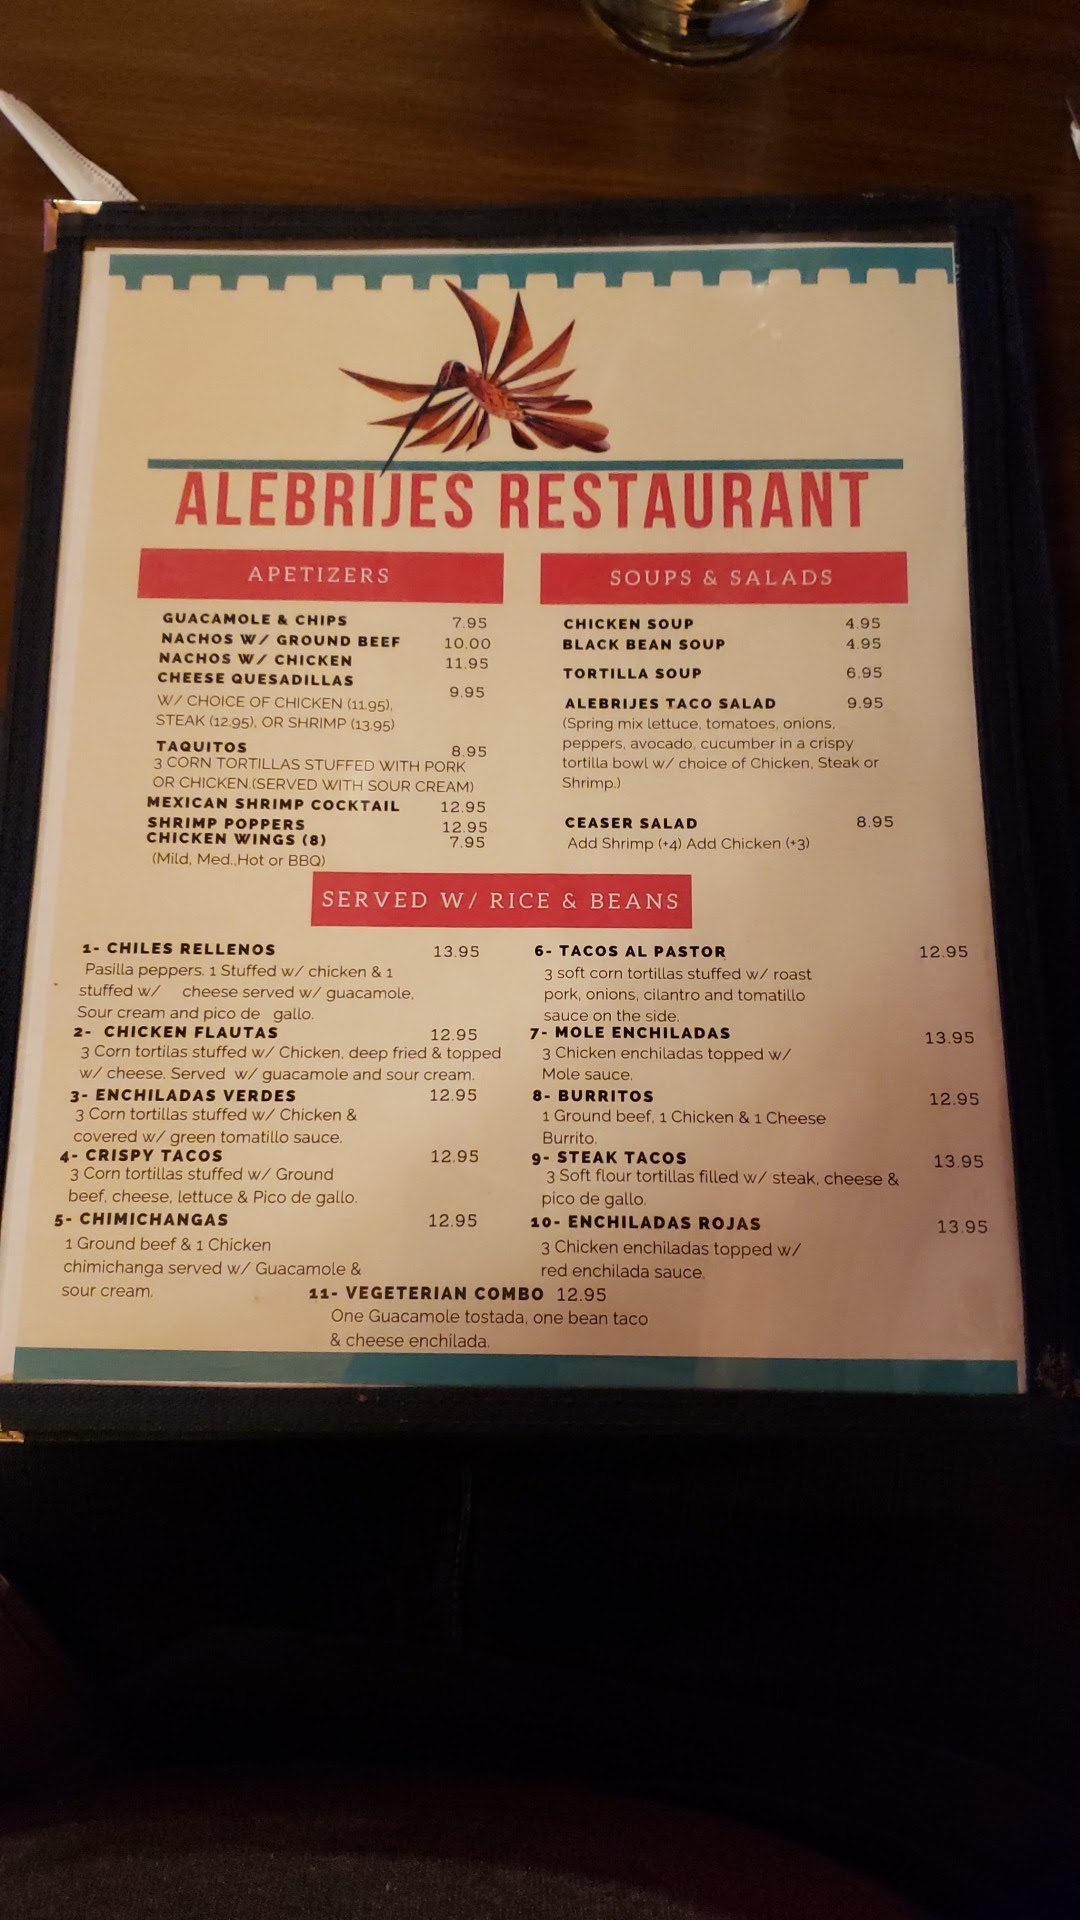 ALEBRIJES RESTAURANT
APETIZERS
GUACAMOLE & CHIPS 7.95
NACHOS W/ GROUND BEEF 10.00
NACHOS W/ CHICKEN 11.95
CHEESE QUESADILLAS 9.95
W/ CHOICE OF CHICKEN (11.95),
STEAK (12.95), OR SHRIMP (13.95)
TAQUITOS 8.95
3 CORN TORTILLAS STUFFED WITH PORK
OR CHICKEN.(SERVED WITH SOUR CREAM)
MEXICAN SHRIMP COCKTAIL 12.95
SHRIMP POPPERS 12.95
CHICKEN WINGS (8) 7.95
(Mild, Med.,Hot or BBQ)
SOUPS & SALADS
CHICKEN SOUP 4.95
BLACK BEAN SOUP 4.95
TORTILLA SOUP 6.95
ALEBRIJES TACO SALAD 9.95
(Spring mix lettuce, tomatoes, onions,
peppers, avocado, cucumber in a crispy
tortilla bowl w/ choice of Chicken, Steak or
Shrimp.)
CEASER SALAD 8.95
Add Shrimp (+4) Add Chicken (+3)
SERVED W/ RICE & BEANS
1- CHILES RELLENOS 13.95
Pasilla peppers. 1 Stuffed w/ chicken & 1
stuffed w/ cheese served w/ guacamole,
Sour cream and pico de gallo.
2- CHICKEN FLAUTAS 12.95
3 Corn tortilas stuffed w/ Chicken, deep fried & topped
w/ cheese. Served w/ guacamole and sour cream.
3- ENCHILADAS VERDES 12.95
3 Corn tortillas stuffed w/ Chicken &
covered w/ green tomatillo sauce.
4- CRISPY TACOS 12.95
3 Corn tortillas stuffed w/ Ground
beef, cheese, lettuce & Pico de gallo.
5- CHIMICHANGAS 12.95
1 Ground beef & 1 Chicken
chimichanga served w/ Guacamole &
sour cream.
6- TACOS AL PASTOR 12.95
3 soft corn tortillas stuffed w/ roast
pork, onions, cilantro and tomatillo
sauce on the side.
7- MOLE ENCHILADAS 13.95
3 Chicken enchiladas topped w/
Mole sauce.
8- BURRITOS 12.95
1 Ground beef, 1 Chicken & 1 Cheese
Burrito.
9- STEAK TACOS 13.95
3 Soft flour tortillas filled w/ steak, cheese &
pico de gallo.
10- ENCHILADAS ROJAS 13.95
3 Chicken enchiladas topped w/
red enchilada sauce.
11- VEGETERIAN COMBO 12.95
One Guacamole tostada, one bean taco
& cheese enchilada.